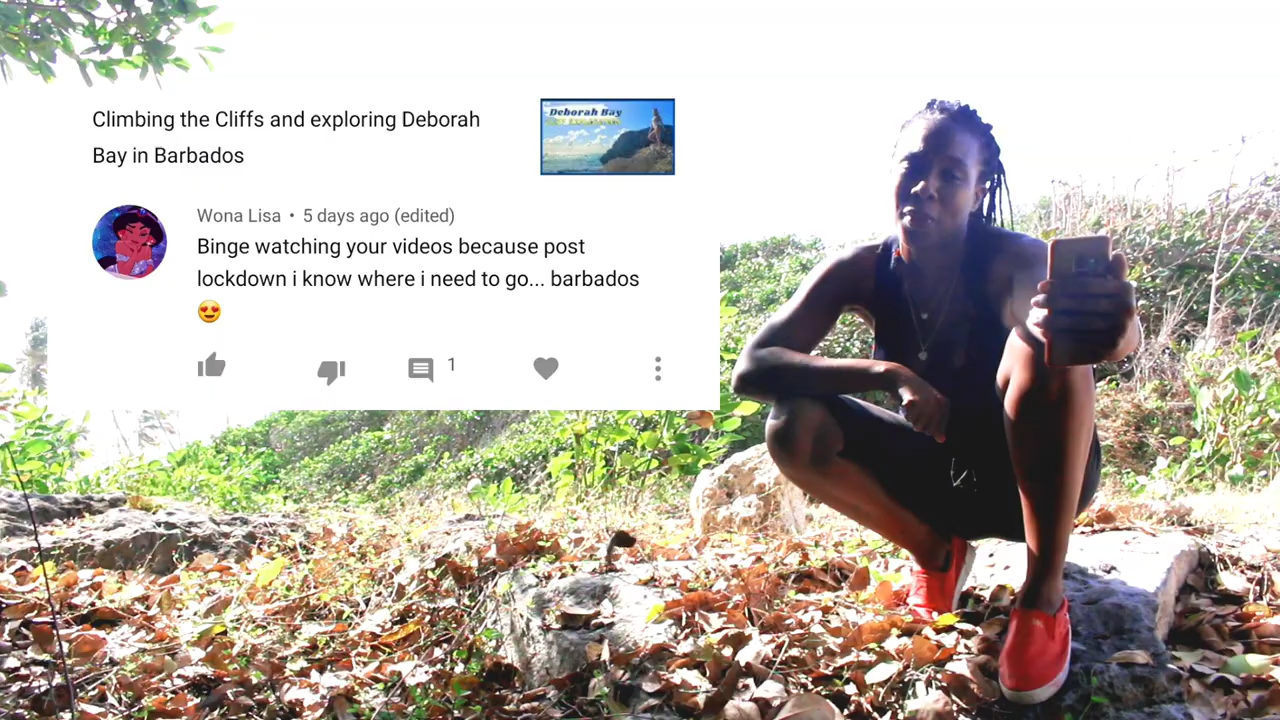 Climbing the Cliffs and exploring Deborah
Bay in Barbados
Deborah Bay
Wona Lisa • 5 days ago (edited)
Binge watching your videos because post
lockdown i know where i need to go... barbados
😍
1